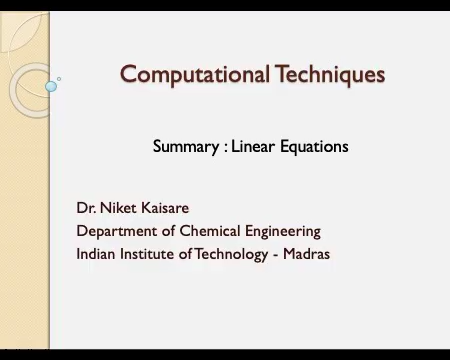 Computational Techniques
Summary : Linear Equations
Dr. Niket Kaisare
Department of Chemical Engineering
Indian Institute of Technology - Madras